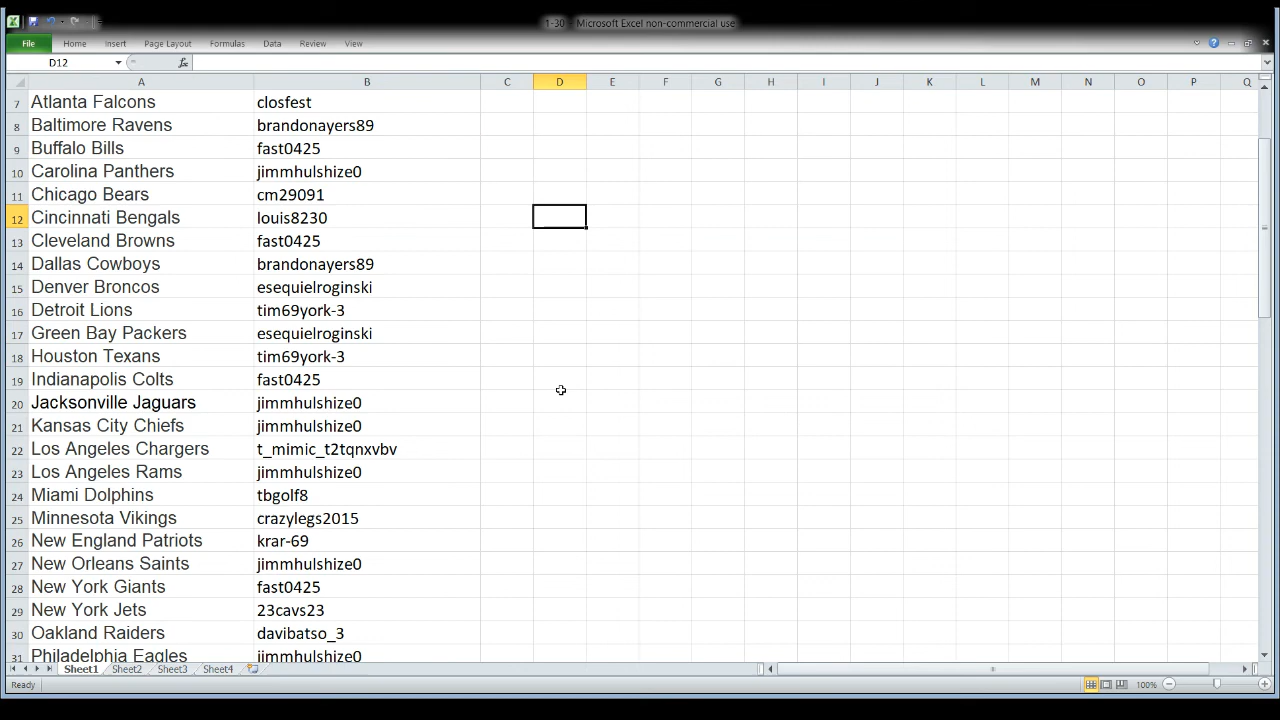 1-30 - Microsoft Excel non-commercial use
File Home Insert Page Layout Formulas Data Review View
D12 fx
A B C D E F G H I J K L M N O P Q
7 Atlanta Falcons closfest
8 Baltimore Ravens brandonayers89
9 Buffalo Bills fast0425
10 Carolina Panthers jimmhulshize0
11 Chicago Bears cm29091
12 Cincinnati Bengals louis8230
13 Cleveland Browns fast0425
14 Dallas Cowboys brandonayers89
15 Denver Broncos esequielroginski
16 Detroit Lions tim69york-3
17 Green Bay Packers esequielroginski
18 Houston Texans tim69york-3
19 Indianapolis Colts fast0425
20 Jacksonville Jaguars jimmhulshize0
21 Kansas City Chiefs jimmhulshize0
22 Los Angeles Chargers t_mimic_t2tqnxvbv
23 Los Angeles Rams jimmhulshize0
24 Miami Dolphins tbgolf8
25 Minnesota Vikings crazylegs2015
26 New England Patriots krar-69
27 New Orleans Saints jimmhulshize0
28 New York Giants fast0425
29 New York Jets 23cavs23
30 Oakland Raiders davibatso_3
31 Philadelphia Eagles jimmhulshize0
Sheet1 Sheet2 Sheet3 Sheet4
Ready 100%